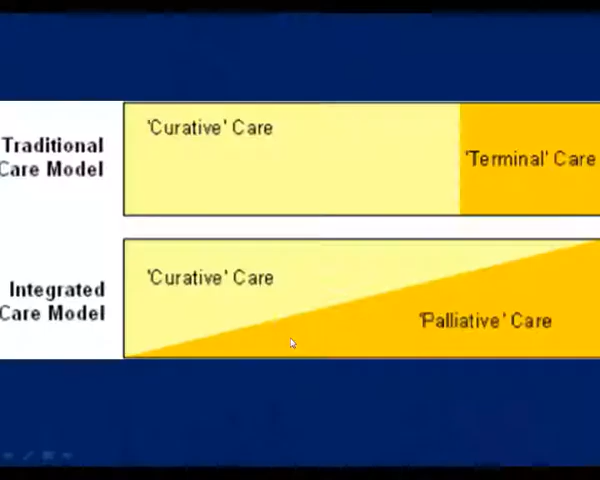 Traditional
Care Model
'Curative' Care
'Terminal' Care
Integrated
Care Model
'Curative' Care
'Palliative' Care